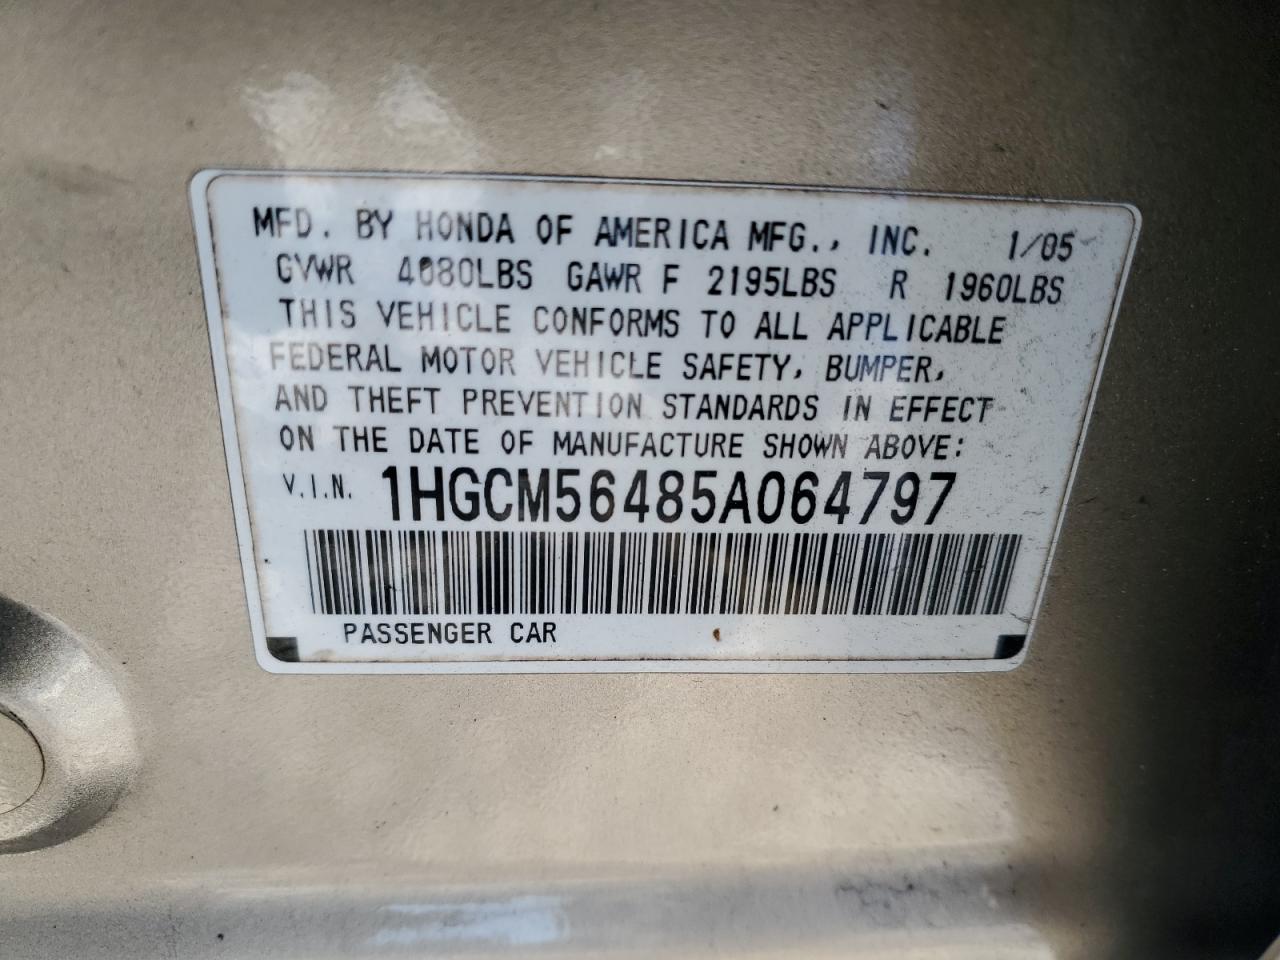 MFD. BY HONDA OF AMERICA MFG., INC. 1/05
GVWR 4080LBS GAWR F 2195LBS R 1960LBS
THIS VEHICLE CONFORMS TO ALL APPLICABLE
FEDERAL MOTOR VEHICLE SAFETY, BUMPER,
AND THEFT PREVENTION STANDARDS IN EFFECT
ON THE DATE OF MANUFACTURE SHOWN ABOVE:
V.I.N. 1HGCM56485A064797
PASSENGER CAR